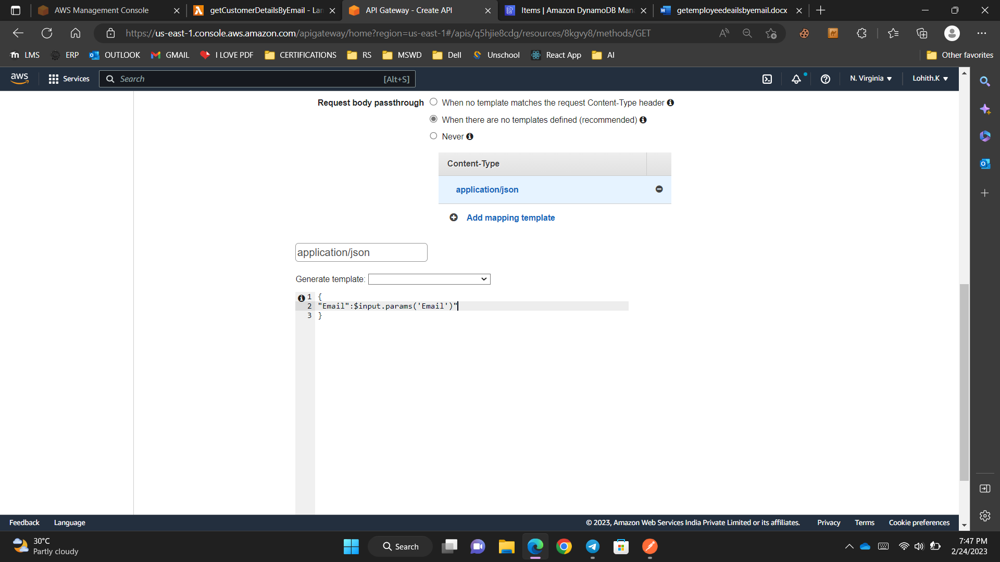 AWS Management Console
getCustomerDetailsByEmail - Lan
API Gateway - Create API
Items | Amazon DynamoDB Man
getemployeedeailsbyemail.docx
https://us-east-1.console.aws.amazon.com/apigateway/home?region=us-east-1#/apis/q5hjie8cdg/resources/8kgvy8/methods/GET
LMS ERP OUTLOOK GMAIL I LOVE PDF CERTIFICATIONS RS MSWD Dell Unschool React App AI Other favorites
aws Services Search [Alt+S] N. Virginia Lohith.K
Request body passthrough When no template matches the request Content-Type header
When there are no templates defined (recommended)
Never
Content-Type
application/json
Add mapping template
application/json
Generate template:
1 {
2 "Email":$input.params('Email')"
3 }
Feedback Language © 2023, Amazon Web Services India Private Limited or its affiliates. Privacy Terms Cookie preferences
30°C
Partly cloudy
Search
7:47 PM
2/24/2023